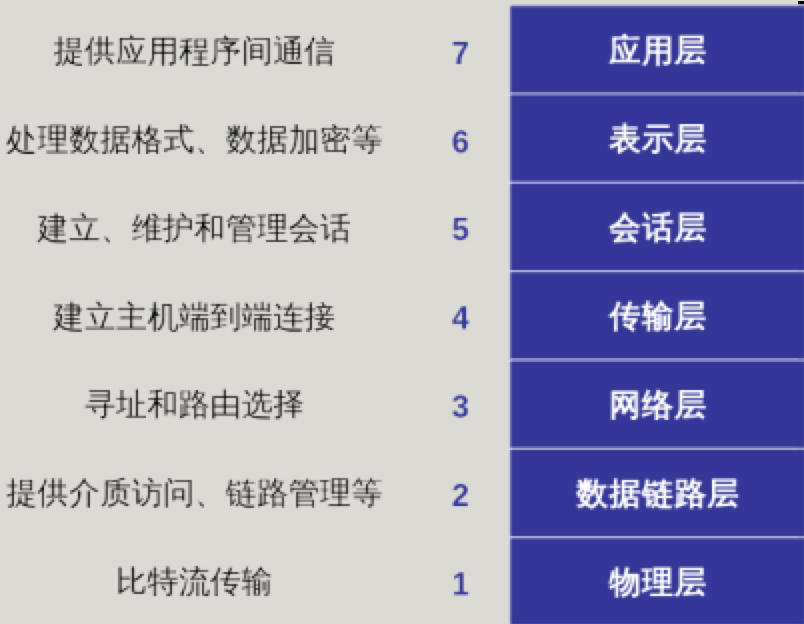 提供应用程序间通信 7 应用层
处理数据格式、数据加密等 6 表示层
建立、维护和管理会话 5 会话层
建立主机端到端连接 4 传输层
寻址和路由选择 3 网络层
提供介质访问、链路管理等 2 数据链路层
比特流传输 1 物理层